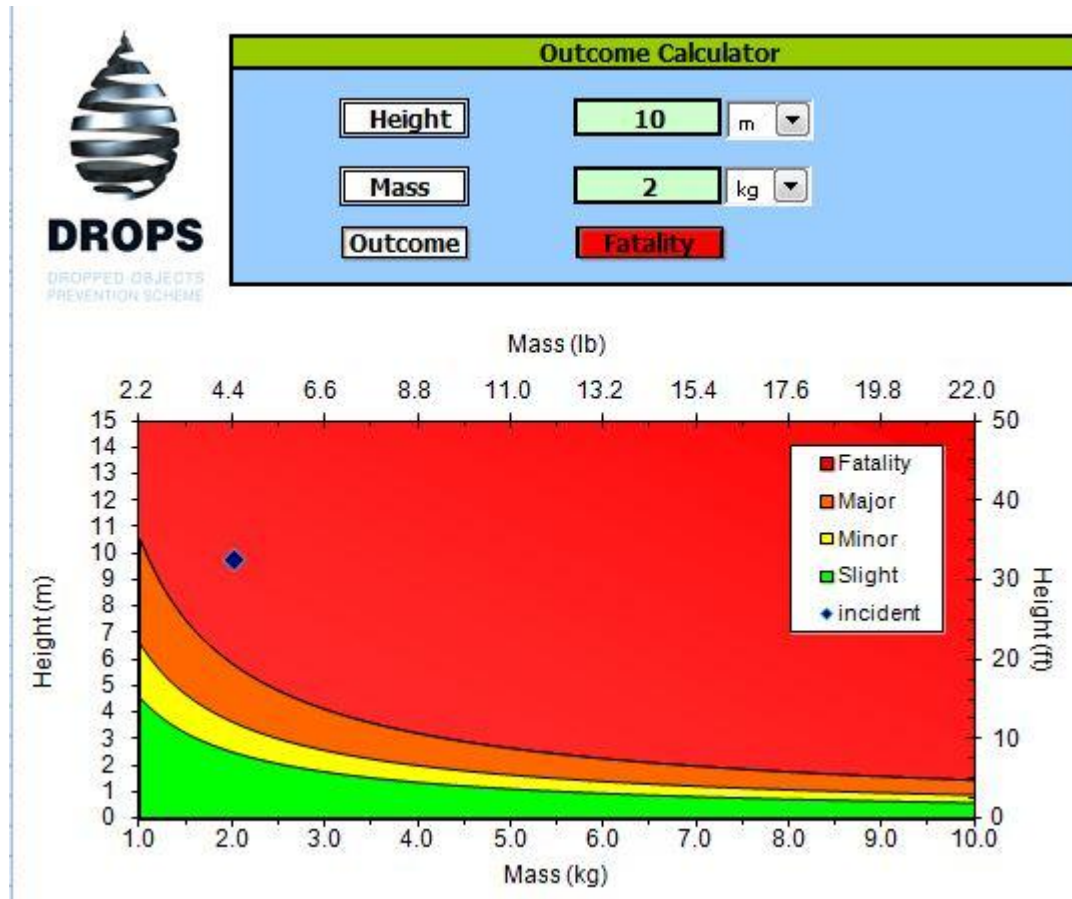 Outcome Calculator
Height 10 m
Mass 2 kg
Outcome Fatality
DROPS
DROPPED OBJECTS
PREVENTION SCHEME
Mass (lb)
2.2 4.4 6.6 8.8 11.0 13.2 15.4 17.6 19.8 22.0
15 50
14
13
12 40
11
10
9 30
8
7
6 20
5
4
3 10
2
1
0 0
Height (m)
Height (ft)
Fatality
Major
Minor
Slight
incident
1.0 2.0 3.0 4.0 5.0 6.0 7.0 8.0 9.0 10.0
Mass (kg)